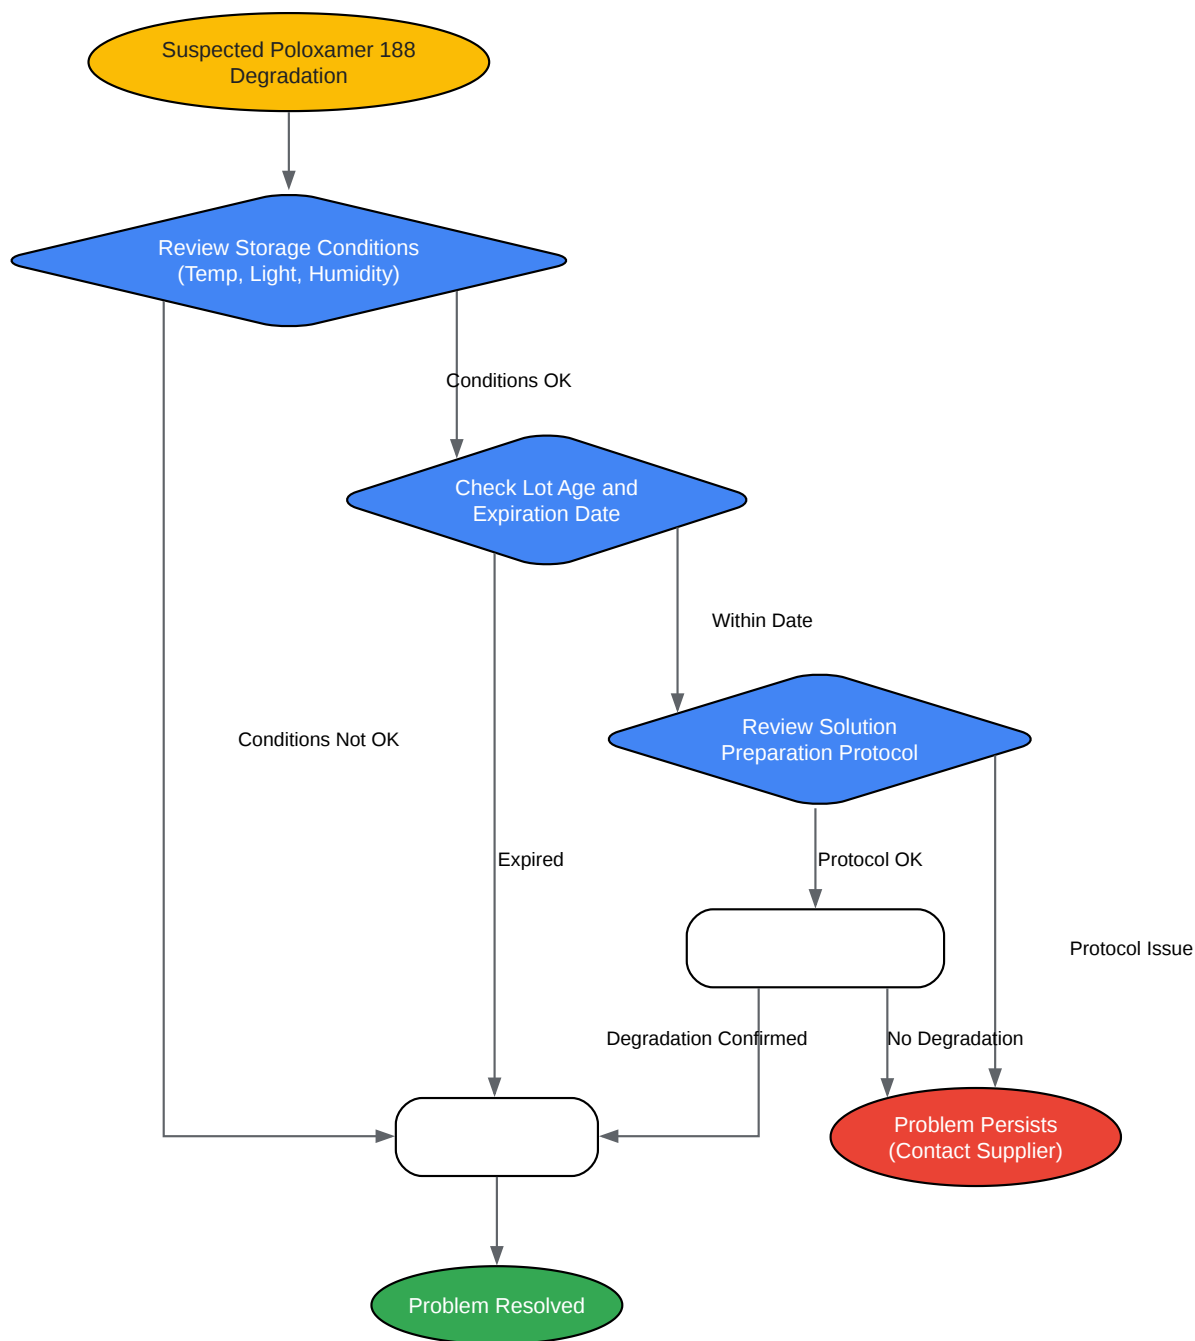 Suspected Poloxamer 188
Degradation
Review Storage Conditions
(Temp, Light, Humidity)
Conditions OK
Check Lot Age and
Expiration Date
Within Date
Review Solution
Preparation Protocol
Conditions Not OK
Expired
Protocol OK
Protocol Issue
Degradation Confirmed
No Degradation
Problem Persists
(Contact Supplier)
Problem Resolved